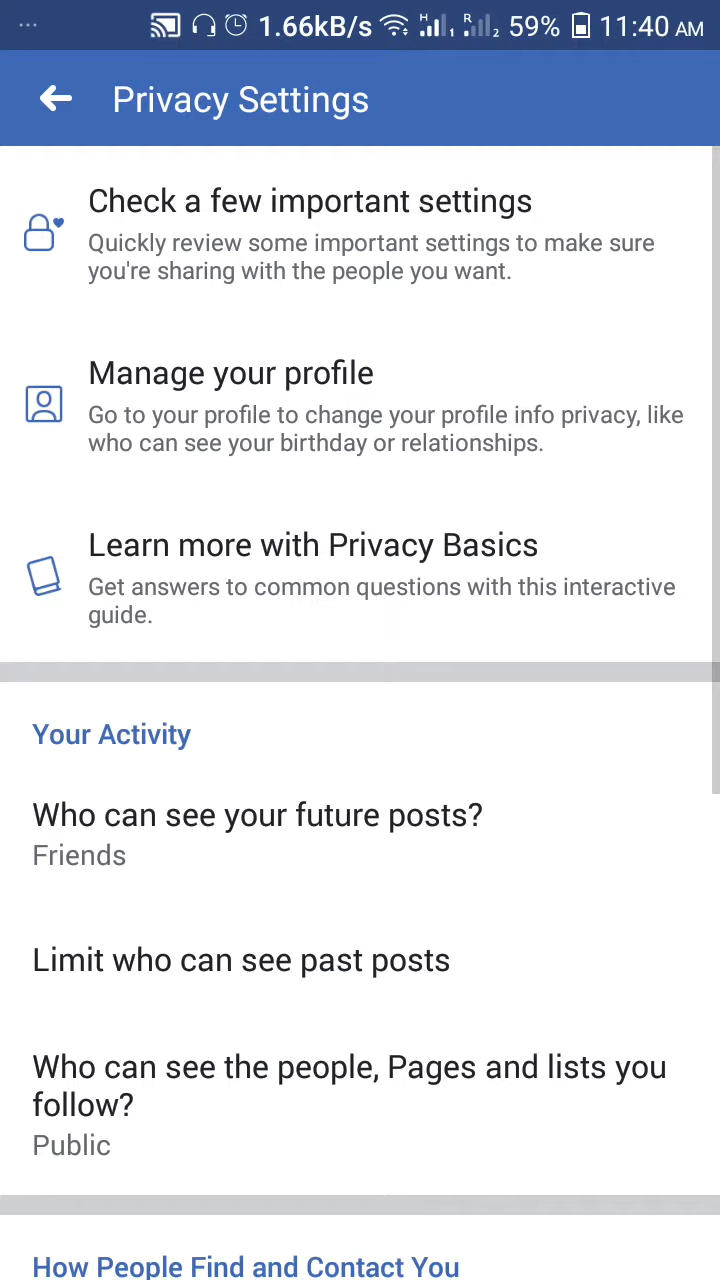 1.66kB/s H 1 R 2 59% 11:40 AM
Privacy Settings
Check a few important settings
Quickly review some important settings to make sure
you're sharing with the people you want.
Manage your profile
Go to your profile to change your profile info privacy, like
who can see your birthday or relationships.
Learn more with Privacy Basics
Get answers to common questions with this interactive
guide.
Your Activity
Who can see your future posts?
Friends
Limit who can see past posts
Who can see the people, Pages and lists you
follow?
Public
How People Find and Contact You